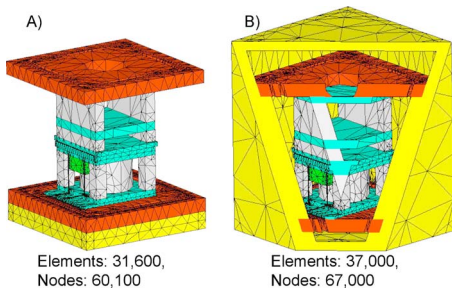 A)
B)
Elements: 31,600,
Nodes: 60,100
Elements: 37,000,
Nodes: 67,000